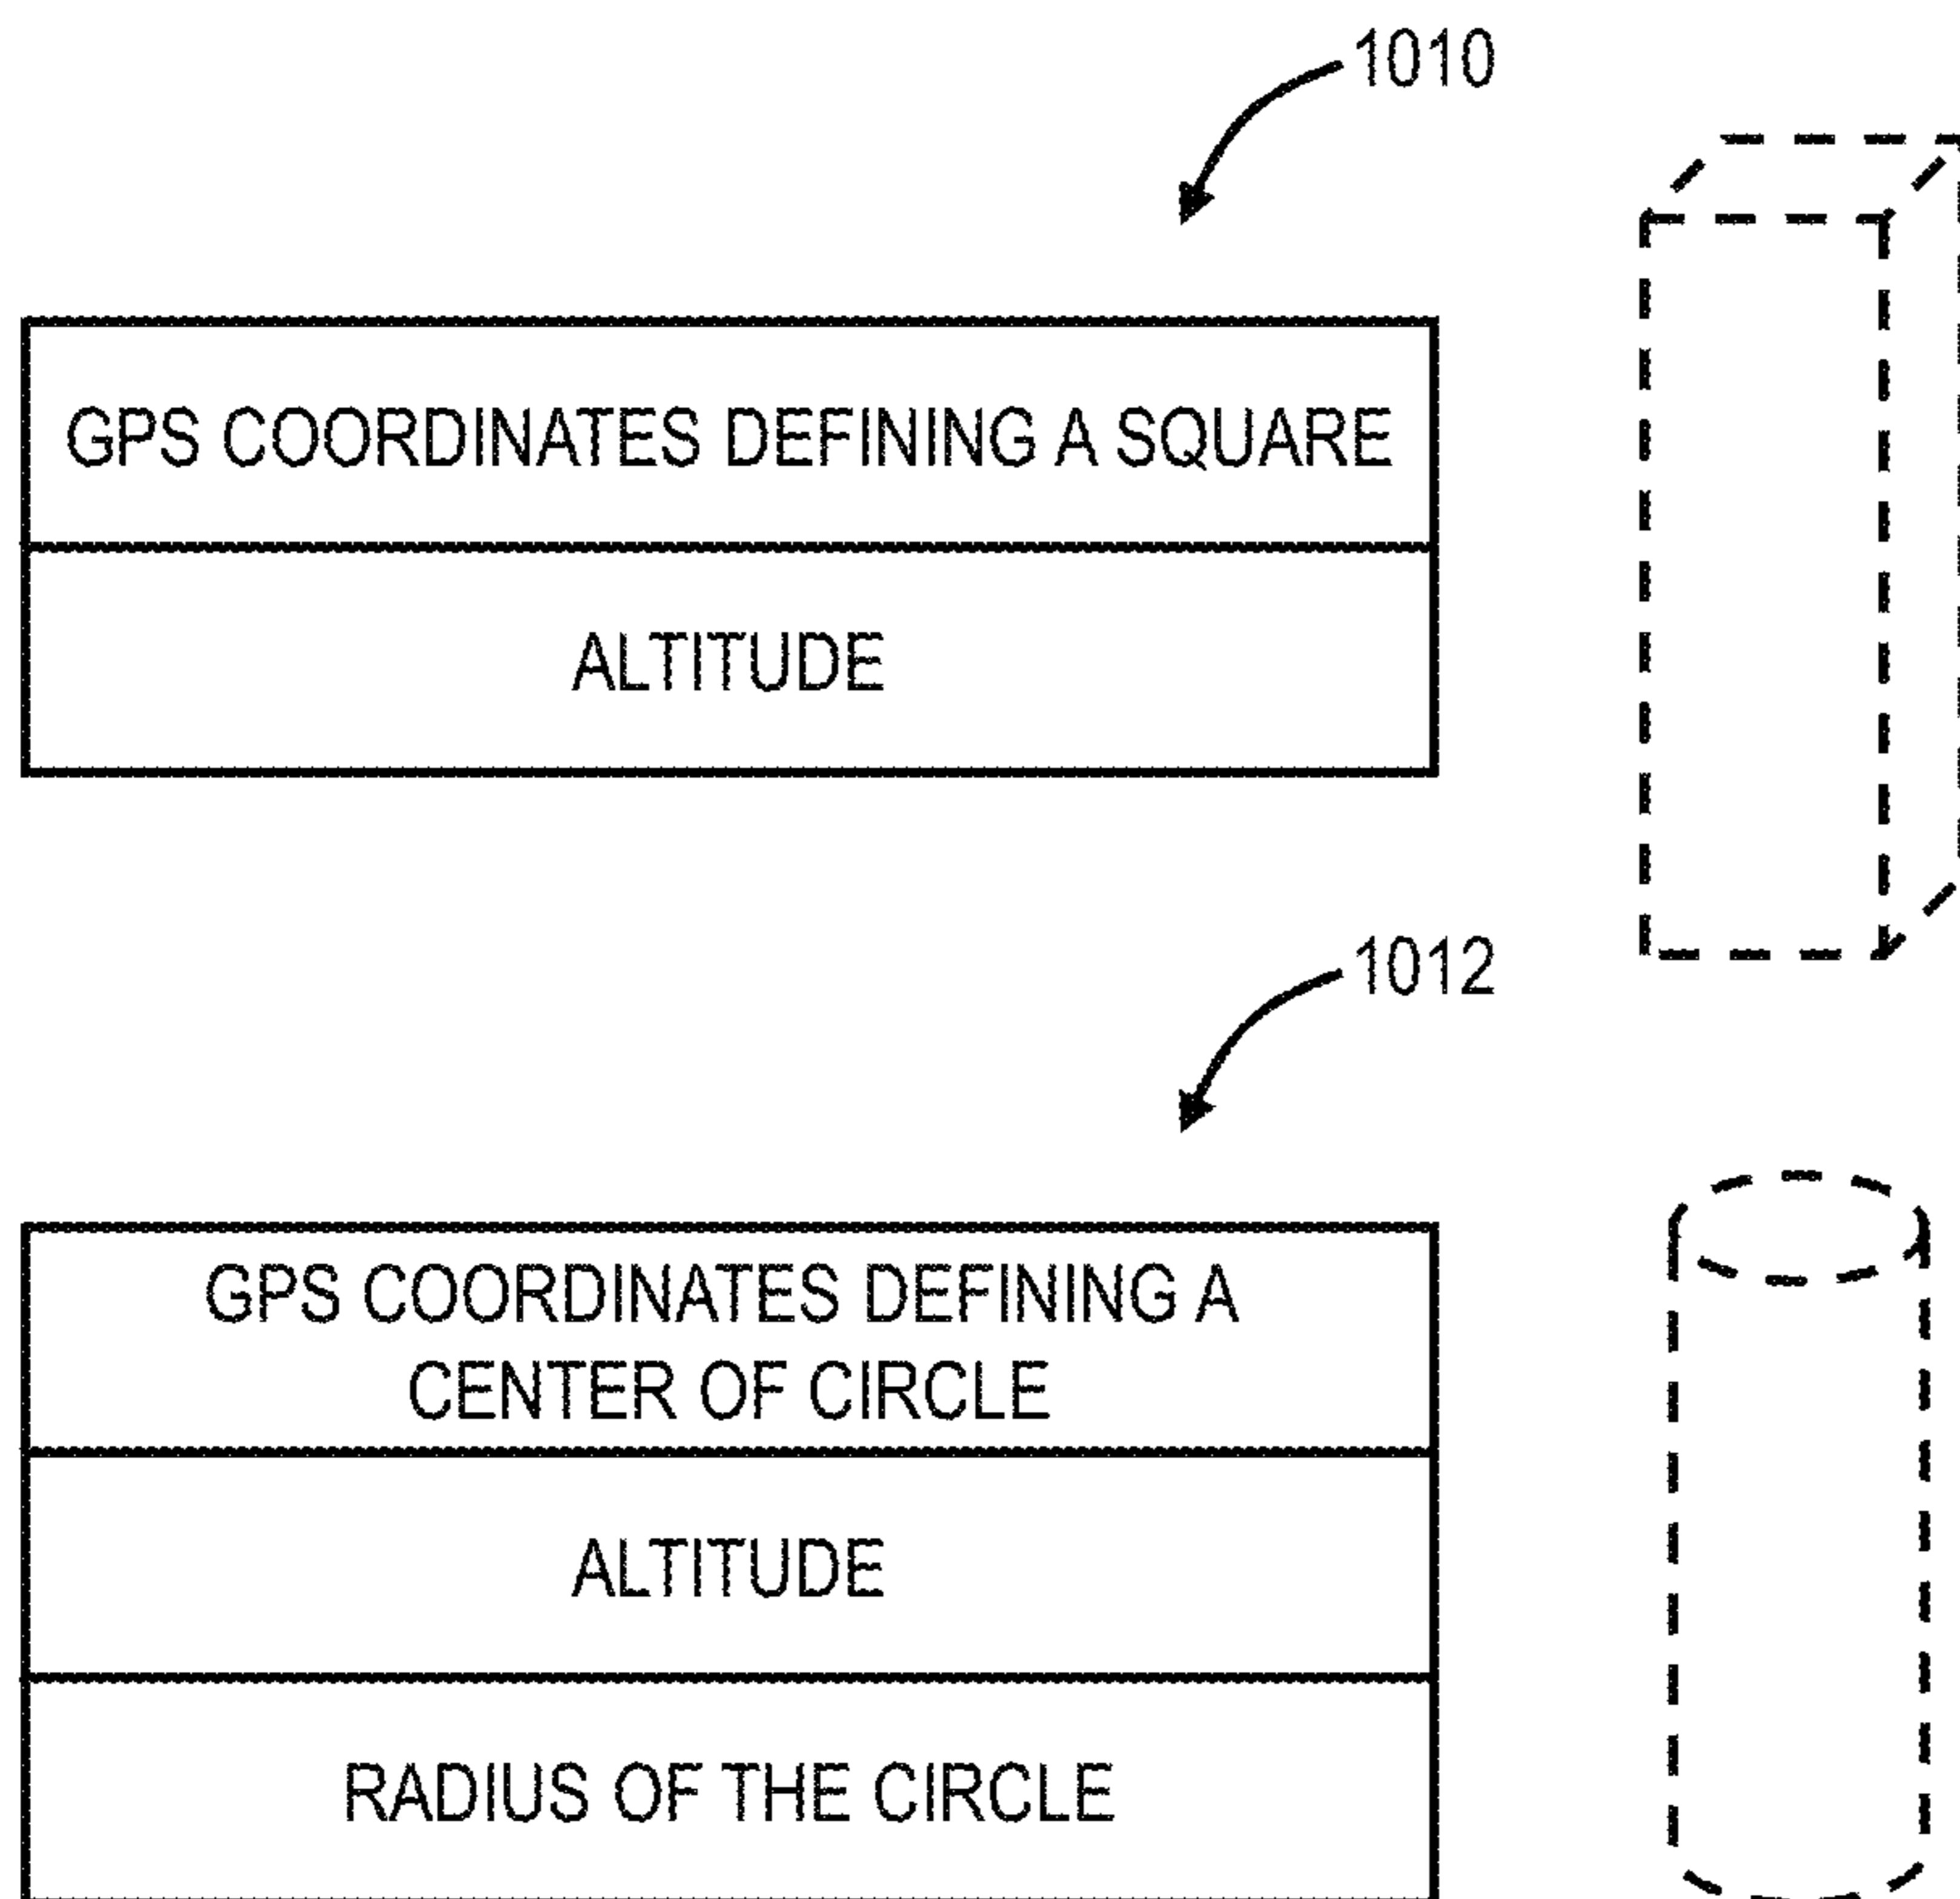 1010
GPS COORDINATES DEFINING A SQUARE
ALTITUDE
1012
GPS COORDINATES DEFINING A
CENTER OF CIRCLE
ALTITUDE
RADIUS OF THE CIRCLE